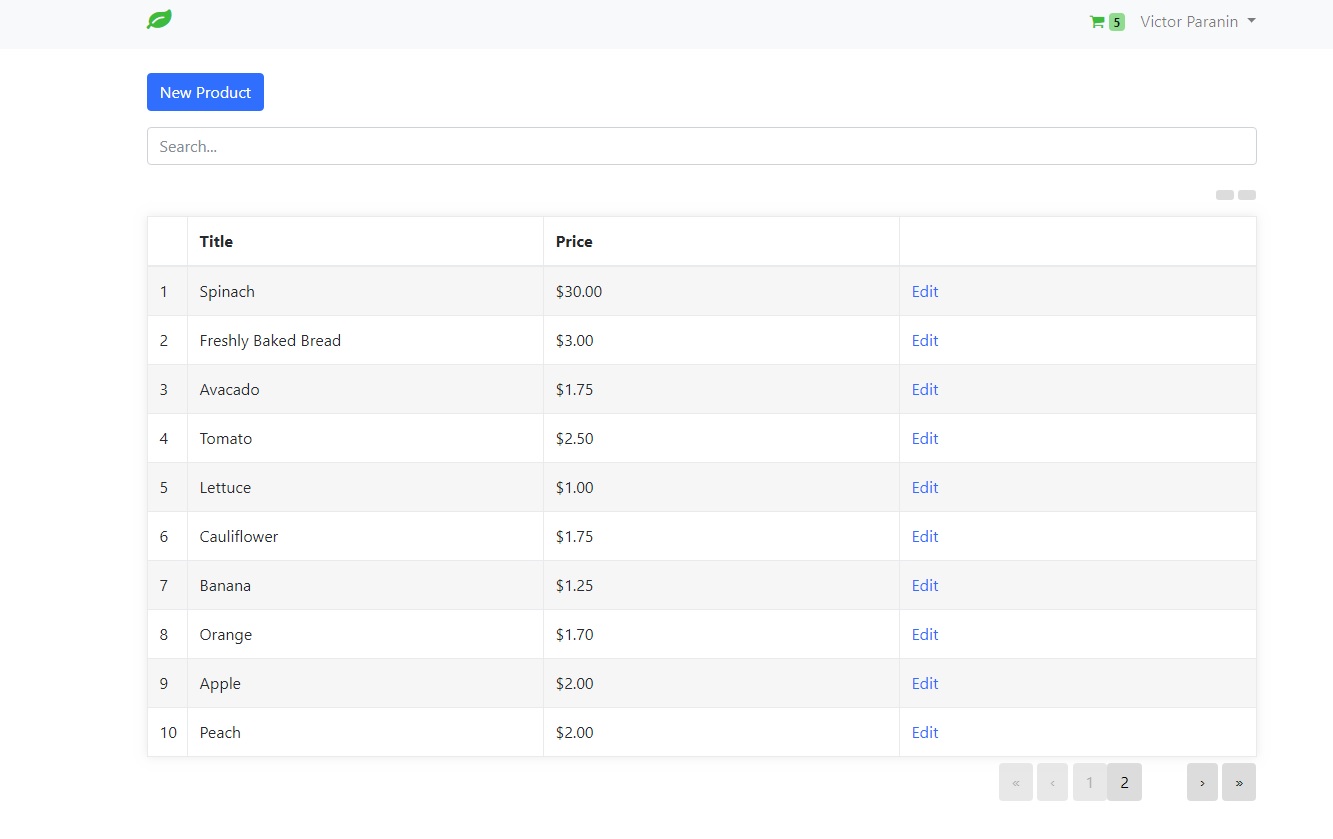 5 Victor Paranin
New Product
Search...
Title Price
1 Spinach $30.00 Edit
2 Freshly Baked Bread $3.00 Edit
3 Avacado $1.75 Edit
4 Tomato $2.50 Edit
5 Lettuce $1.00 Edit
6 Cauliflower $1.75 Edit
7 Banana $1.25 Edit
8 Orange $1.70 Edit
9 Apple $2.00 Edit
10 Peach $2.00 Edit
« ‹ 1 2 › »